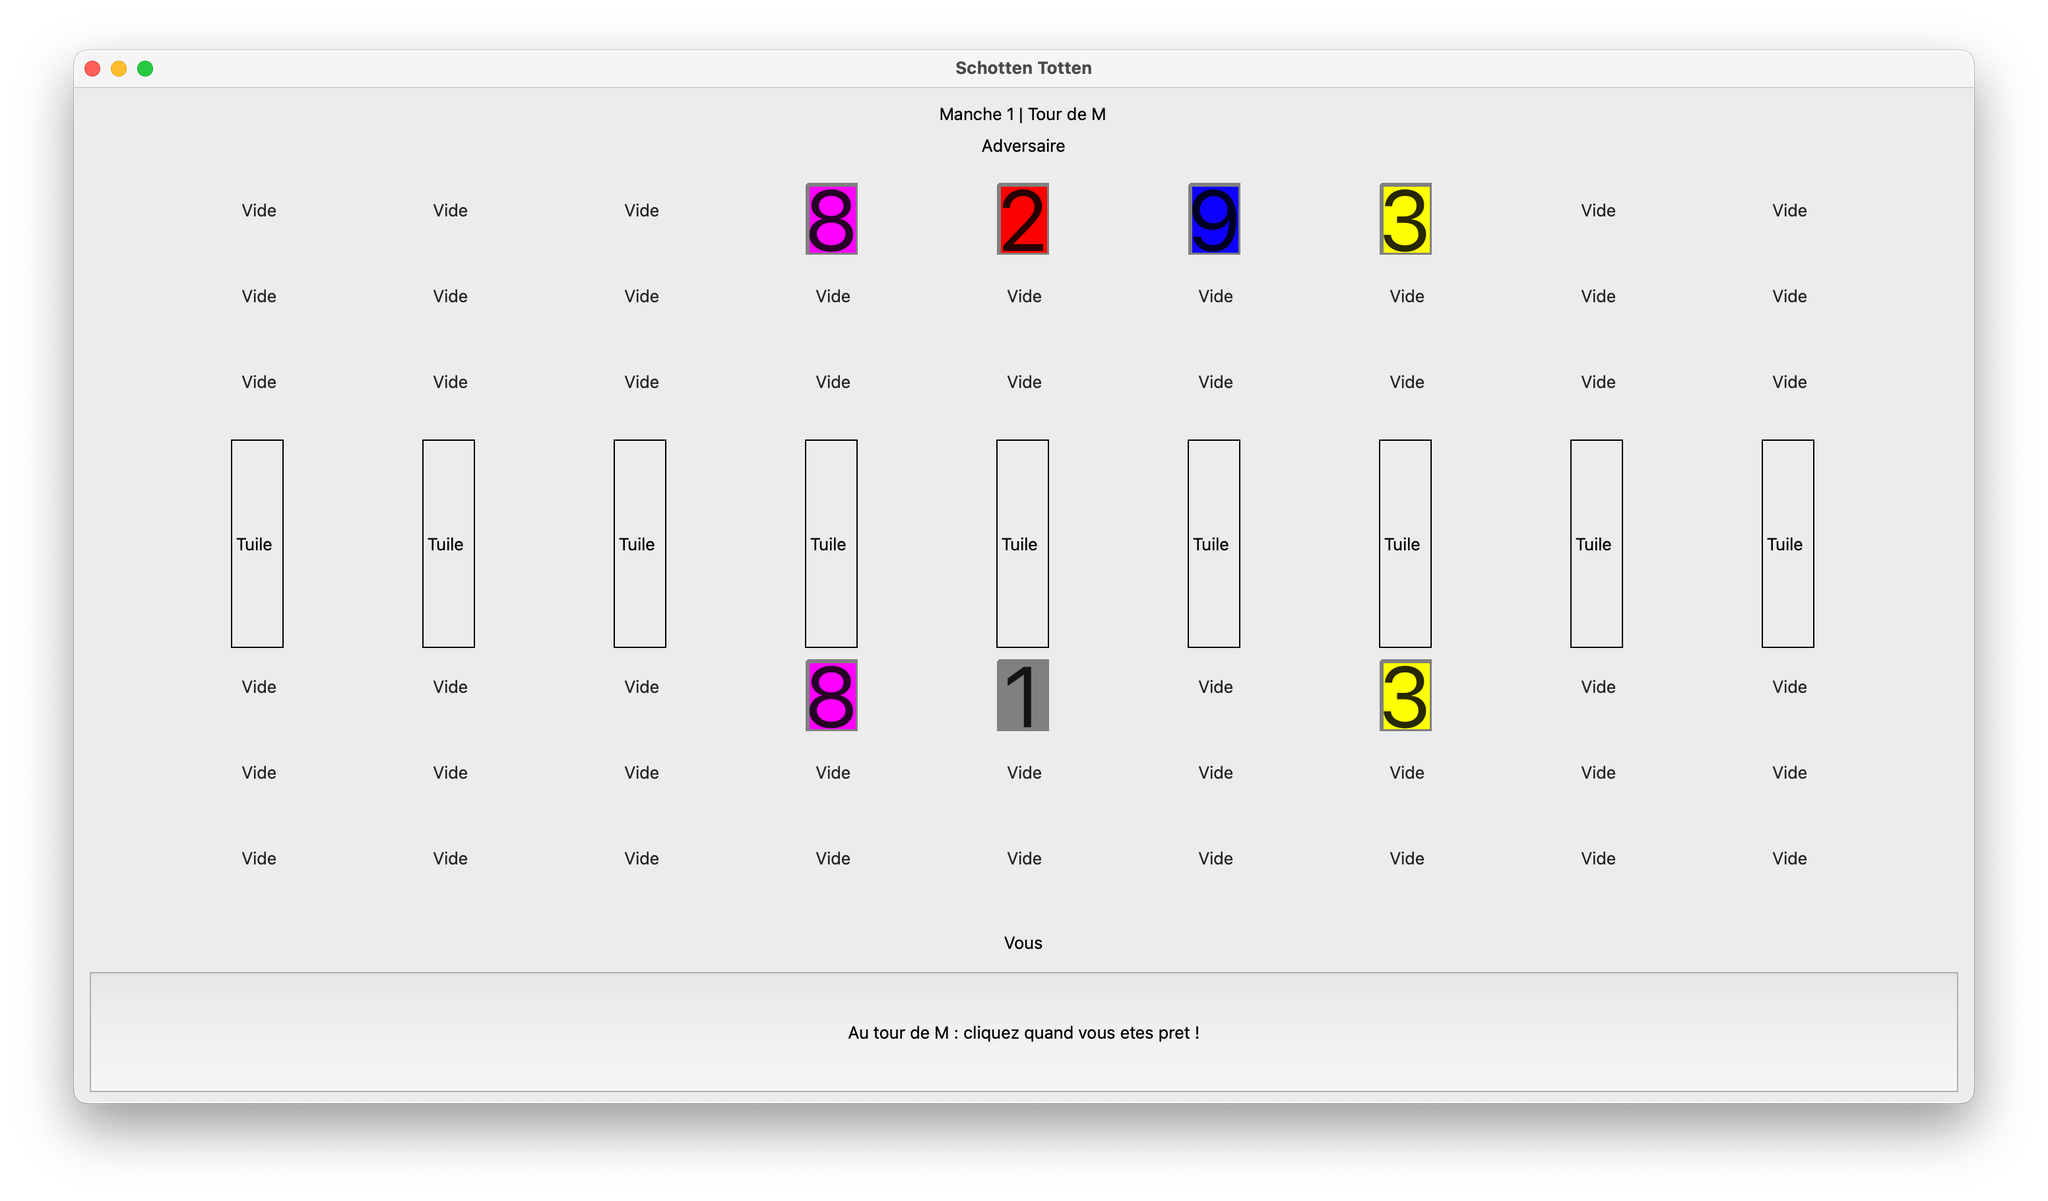 Schotten Totten
Manche 1 | Tour de M
Adversaire
Vide Vide Vide 8 2 9 3 Vide Vide
Vide Vide Vide Vide Vide Vide Vide Vide Vide
Vide Vide Vide Vide Vide Vide Vide Vide Vide
Tuile Tuile Tuile Tuile Tuile Tuile Tuile Tuile Tuile
Vide Vide Vide 8 1 Vide 3 Vide Vide
Vide Vide Vide Vide Vide Vide Vide Vide Vide
Vide Vide Vide Vide Vide Vide Vide Vide Vide
Vous
Au tour de M : cliquez quand vous etes pret !